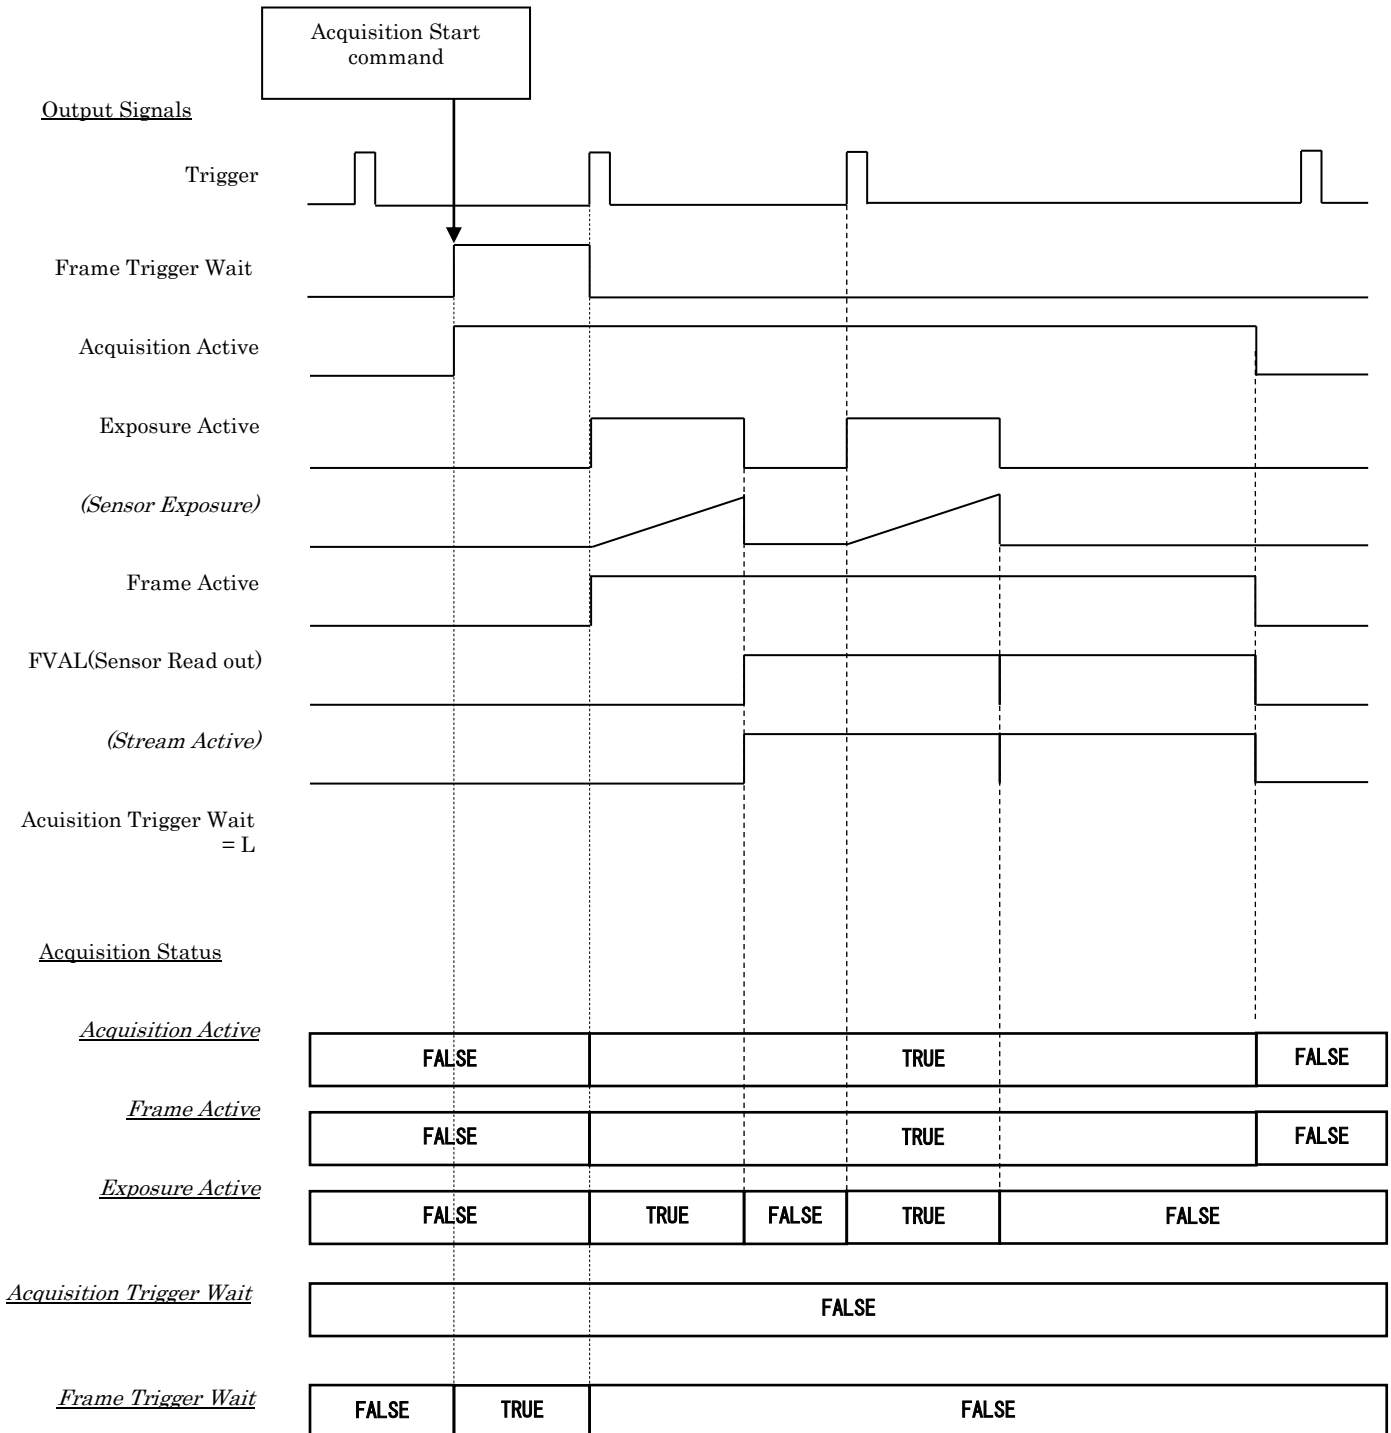 Acquisition Start
command
Output Signals
Trigger
Frame Trigger Wait
Acquisition Active
Exposure Active
(Sensor Exposure)
Frame Active
FVAL(Sensor Read out)
(Stream Active)
Acuisition Trigger Wait
= L
Acquisition Status
Acquisition Active
FALSE TRUE FALSE
Frame Active
FALSE TRUE FALSE
Exposure Active
FALSE TRUE FALSE TRUE FALSE
Acquisition Trigger Wait
FALSE
Frame Trigger Wait
FALSE TRUE FALSE